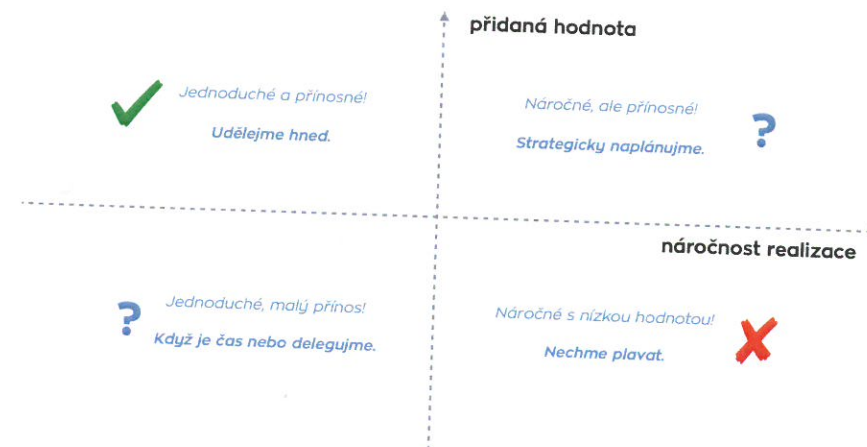 přidaná hodnota
Jednoduché a přínosné!
Udělejme hned.
Náročné, ale přínosné!
?
Strategicky naplánujme.
náročnost realizace
Jednoduché, malý přínos!
?
Když je čas nebo delegujme.
Náročné s nízkou hodnotou!
Nechme plavat.